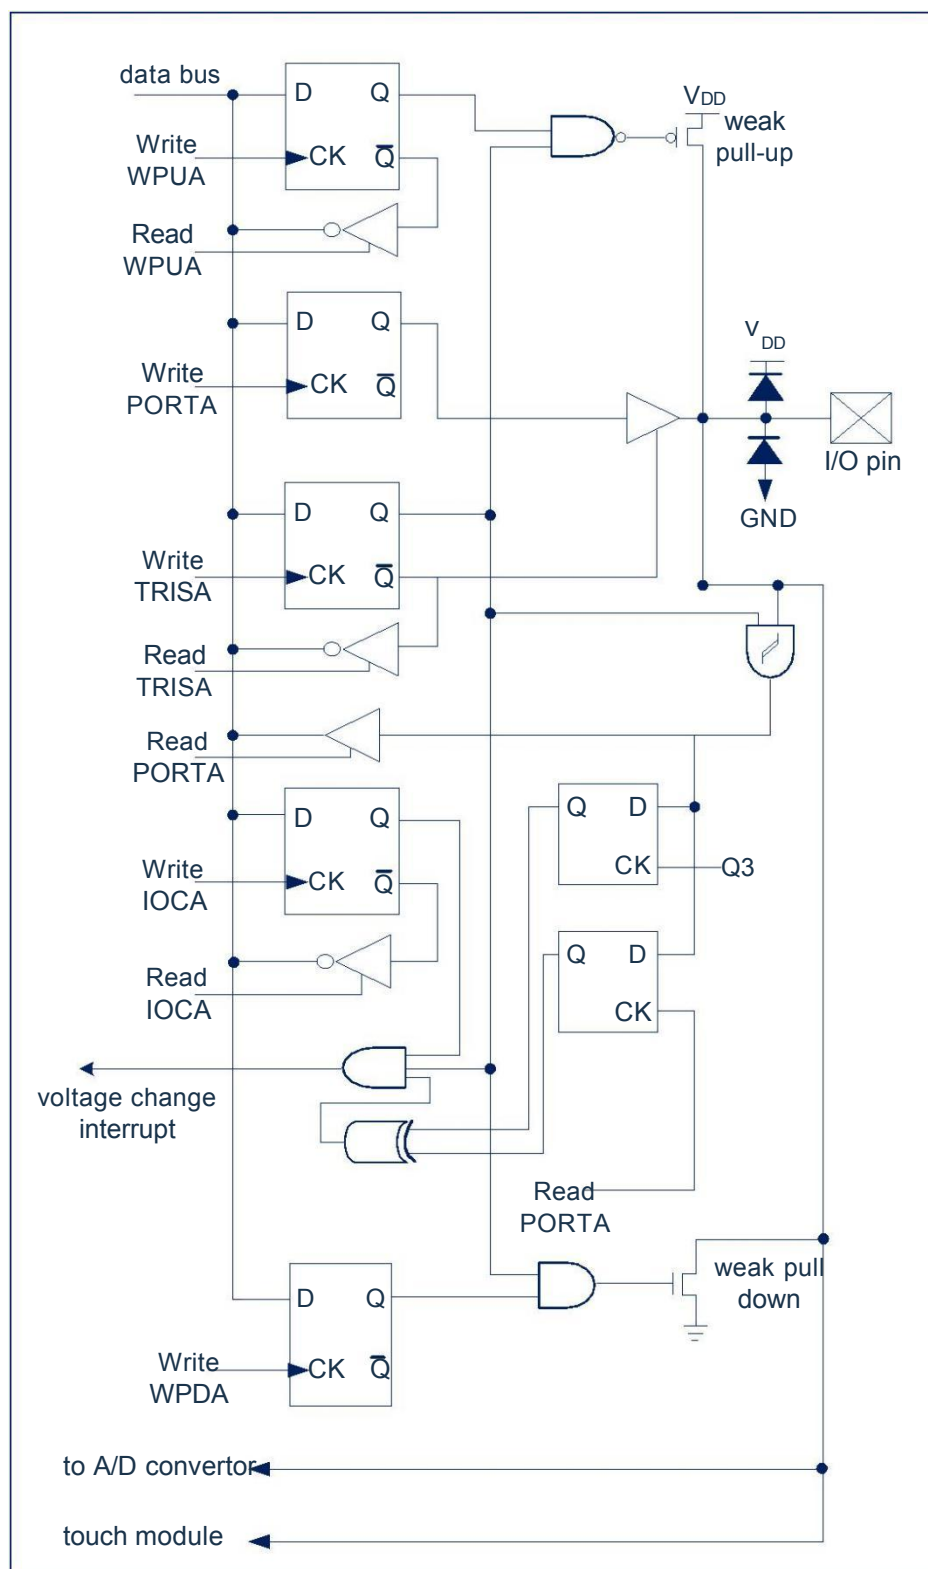 data bus
D
Q
Write
WPUA
CK
Q
Read
WPUA
VDD
weak
pull-up
D
Q
Write
PORTA
CK
Q
VDD
I/O pin
GND
D
Q
Write
TRISA
CK
Q
Read
TRISA
Read
PORTA
D
Q
Write
IOCA
CK
Q
Read
IOCA
Q
D
CK
Q3
Q
D
CK
voltage change
interrupt
Read
PORTA
weak pull
down
D
Q
Write
WPDA
CK
Q
to A/D convertor
touch module